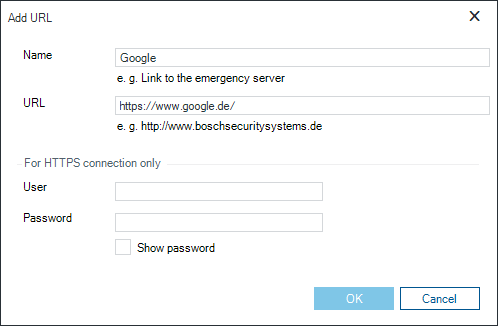 Add URL
Name
Google
e. g. Link to the emergency server
URL
https://www.google.de/
e. g. http://www.boschsecuritysystems.de
For HTTPS connection only
User
Password
Show password
OK
Cancel